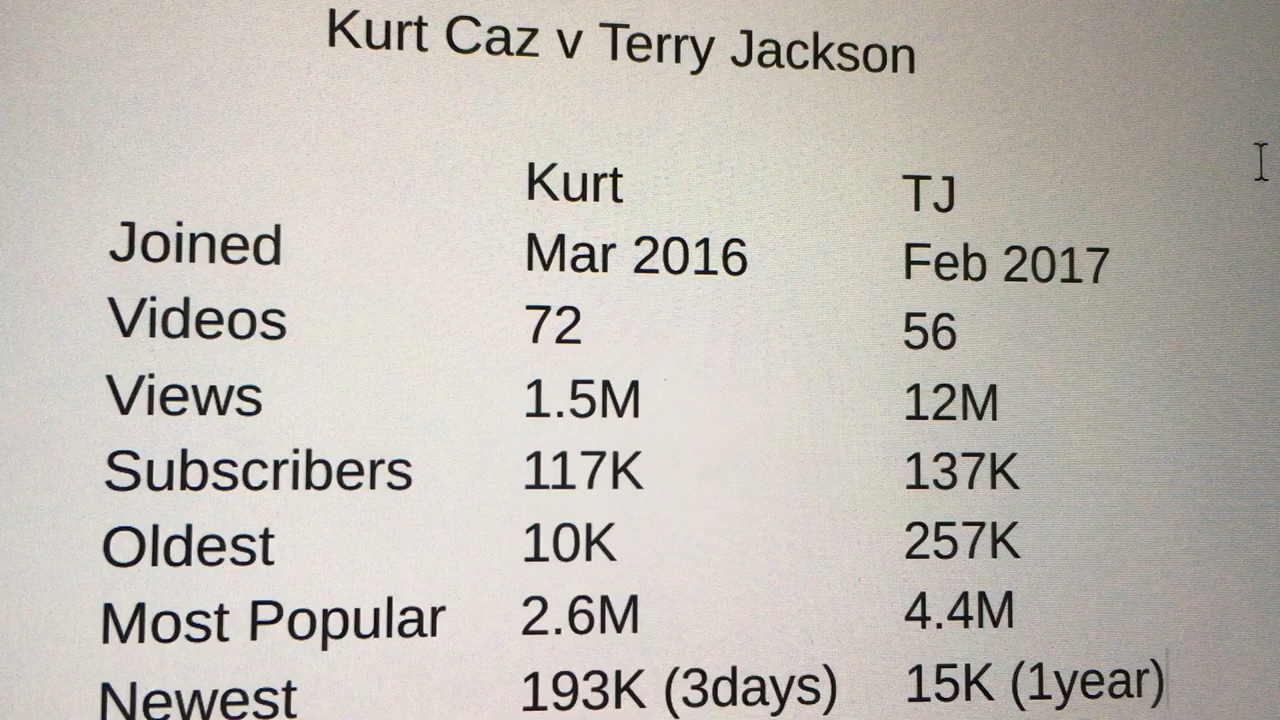 Kurt Caz v Terry Jackson
Kurt TJ
Joined Mar 2016 Feb 2017
Videos 72 56
Views 1.5M 12M
Subscribers 117K 137K
Oldest 10K 257K
Most Popular 2.6M 4.4M
Newest 193K (3days) 15K (1year)